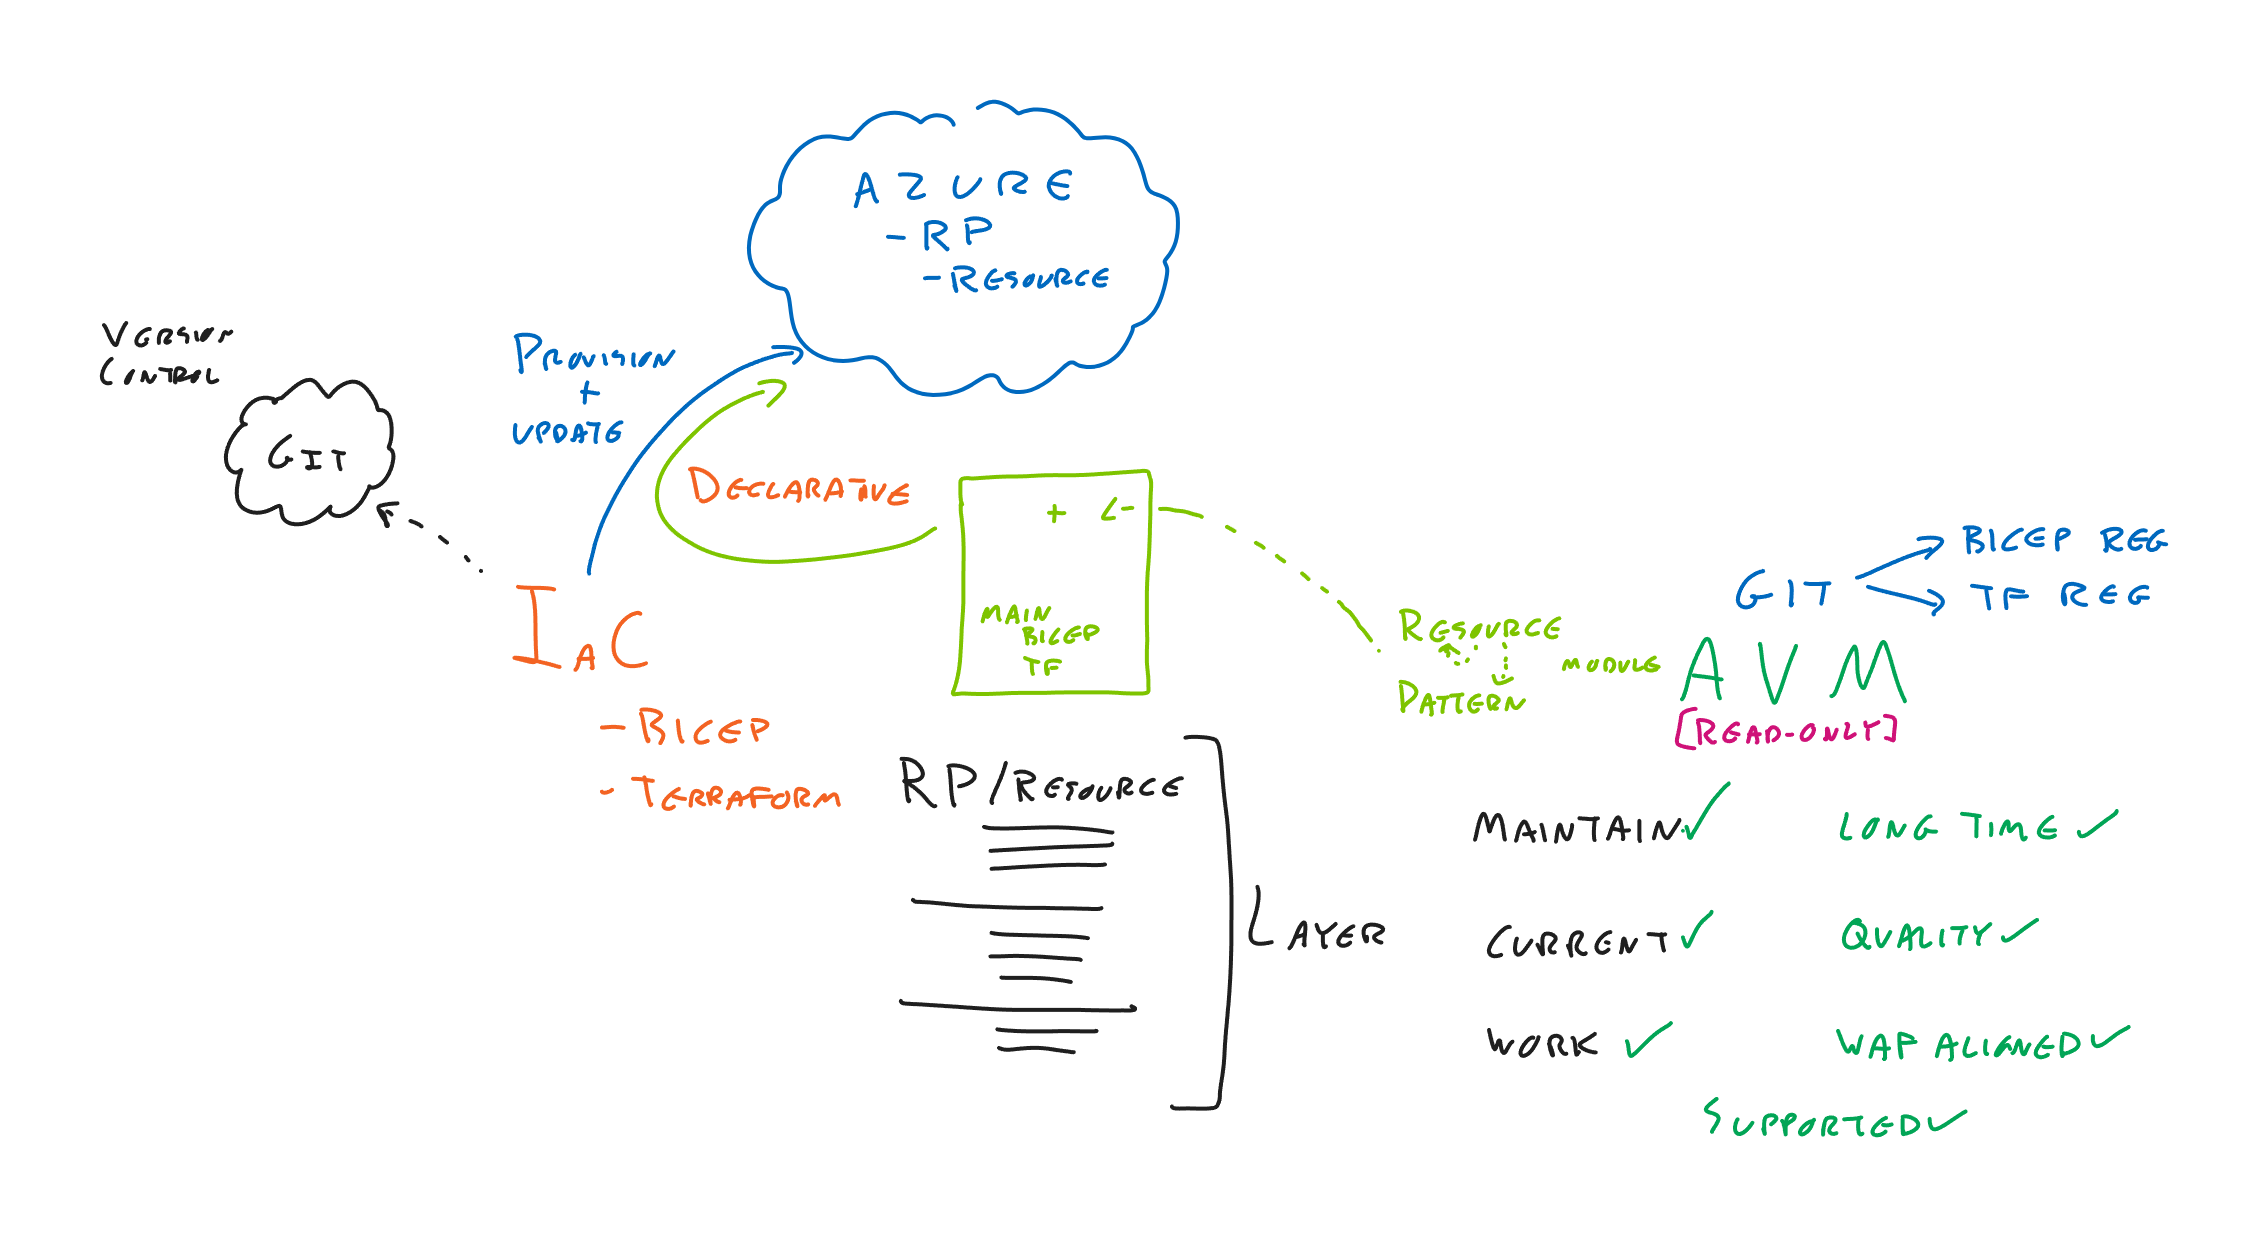 AZURE
- RP
- RESOURCE
VERSION
CONTROL
GIT
PROVISION
+
UPDATE
DECLARATIVE
IAC
- BICEP
- TERRAFORM
+ <-
MAIN
BICEP
TF
RESOURCE
PATTERN
MODULE
GIT
BICEP REG
TF REG
AVM
[READ-ONLY]
RP/RESOURCE
LAYER
MAINTAIN ✓
CURRENT ✓
WORK ✓
LONG TIME ✓
QUALITY ✓
WAF ALIGNED ✓
SUPPORTED ✓